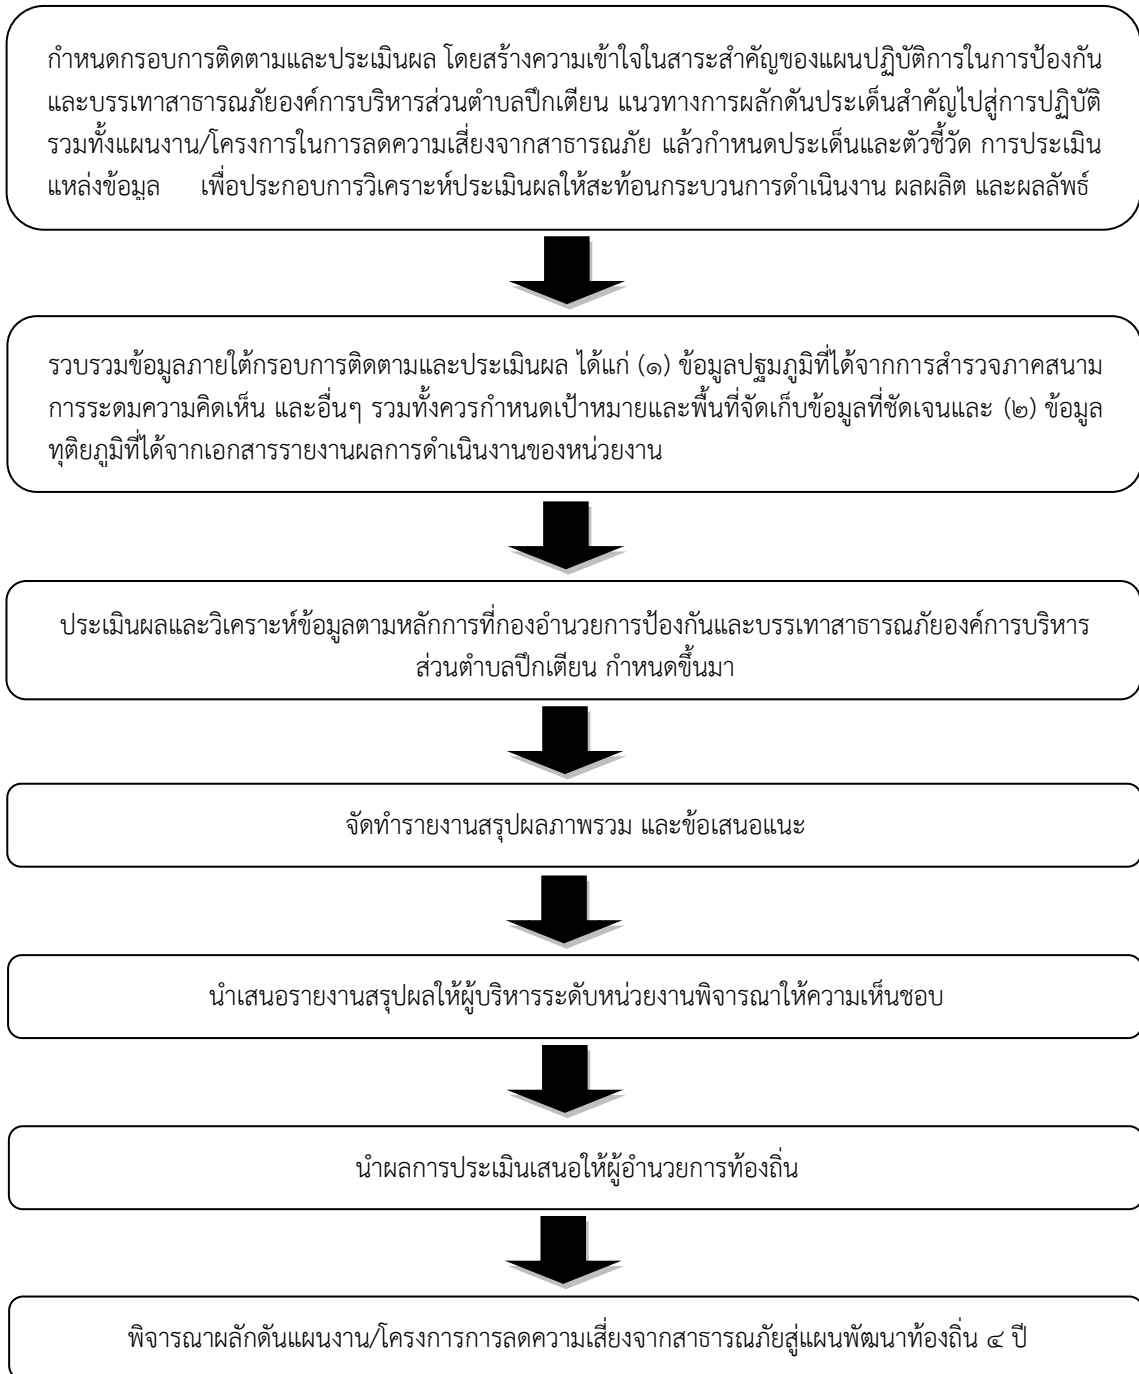 กำหนดกรอบการติดตามและประเมินผล โดยสร้างความเข้าใจในสาระสำคัญของแผนปฏิบัติการในการป้องกัน
และบรรเทาสาธารณภัยองค์การบริหารส่วนตำบลปึกเตียน แนวทางการผลักดันประเด็นสำคัญไปสู่การปฏิบัติ
รวมทั้งแผนงาน/โครงการในการลดความเสี่ยงจากสาธารณภัย แล้วกำหนดประเด็นและตัวชี้วัด การประเมิน
แหล่งข้อมูล เพื่อประกอบการวิเคราะห์ประเมินผลให้สะท้อนกระบวนการดำเนินงาน ผลผลิต และผลลัพธ์
รวบรวมข้อมูลภายใต้กรอบการติดตามและประเมินผล ได้แก่ (๑) ข้อมูลปฐมภูมิที่ได้จากการสำรวจภาคสนาม
การระดมความคิดเห็น และอื่นๆ รวมทั้งควรกำหนดเป้าหมายและพื้นที่จัดเก็บข้อมูลที่ชัดเจนและ (๒) ข้อมูล
ทุติยภูมิที่ได้จากเอกสารรายงานผลการดำเนินงานของหน่วยงาน
ประเมินผลและวิเคราะห์ข้อมูลตามหลักการที่กองอำนวยการป้องกันและบรรเทาสาธารณภัยองค์การบริหาร
ส่วนตำบลปึกเตียน กำหนดขึ้นมา
จัดทำรายงานสรุปผลภาพรวม และข้อเสนอแนะ
นำเสนอรายงานสรุปผลให้ผู้บริหารระดับหน่วยงานพิจารณาให้ความเห็นชอบ
นำผลการประเมินเสนอให้ผู้อำนวยการท้องถิ่น
พิจารณาผลักดันแผนงาน/โครงการการลดความเสี่ยงจากสาธารณภัยสู่แผนพัฒนาท้องถิ่น ๔ ปี